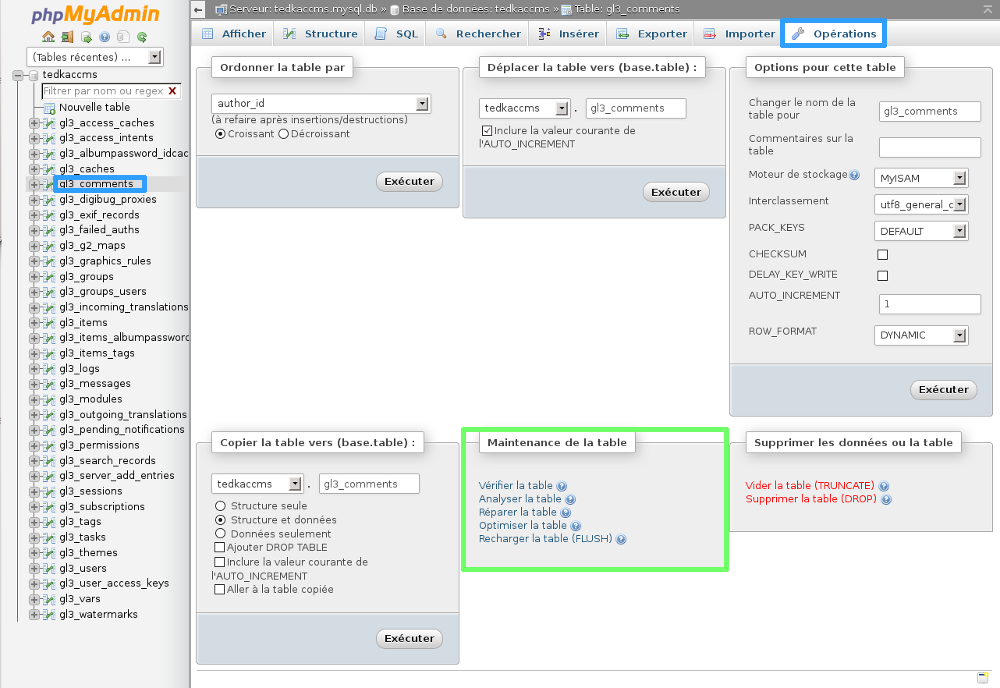 phpMyAdmin
(Tables récentes) ...
tedkaccms
Filtrer par nom ou regex X
Nouvelle table
gl3_access_caches
gl3_access_intents
gl3_albumpassword_idcac
gl3_caches
gl3_comments
gl3_digibug_proxies
gl3_exif_records
gl3_failed_auths
gl3_g2_maps
gl3_graphics_rules
gl3_groups
gl3_groups_users
gl3_incoming_translations
gl3_items
gl3_items_albumpassword
gl3_items_tags
gl3_logs
gl3_messages
gl3_modules
gl3_outgoing_translations
gl3_pending_notifications
gl3_permissions
gl3_search_records
gl3_server_add_entries
gl3_sessions
gl3_subscriptions
gl3_tags
gl3_tasks
gl3_themes
gl3_users
gl3_user_access_keys
gl3_vars
gl3_watermarks
Serveur: tedkaccms.mysql.db » Base de données: tedkaccms » Table: gl3_comments
Afficher Structure SQL Rechercher Insérer Exporter Importer Opérations
Ordonner la table par
author_id
(à refaire après insertions/destructions)
Croissant Décroissant
Exécuter
Déplacer la table vers (base.table) :
tedkaccms . gl3_comments
Inclure la valeur courante de
l'AUTO_INCREMENT
Exécuter
Options pour cette table
Changer le nom de la
table pour gl3_comments
Commentaires sur la
table
Moteur de stockage MyISAM
Interclassement utf8_general_c
PACK_KEYS DEFAULT
CHECKSUM
DELAY_KEY_WRITE
AUTO_INCREMENT 1
ROW_FORMAT DYNAMIC
Exécuter
Copier la table vers (base.table) :
tedkaccms . gl3_comments
Structure seule
Structure et données
Données seulement
Ajouter DROP TABLE
Inclure la valeur courante de
l'AUTO_INCREMENT
Aller à la table copiée
Exécuter
Maintenance de la table
Vérifier la table
Analyser la table
Réparer la table
Optimiser la table
Recharger la table (FLUSH)
Supprimer les données ou la table
Vider la table (TRUNCATE)
Supprimer la table (DROP)